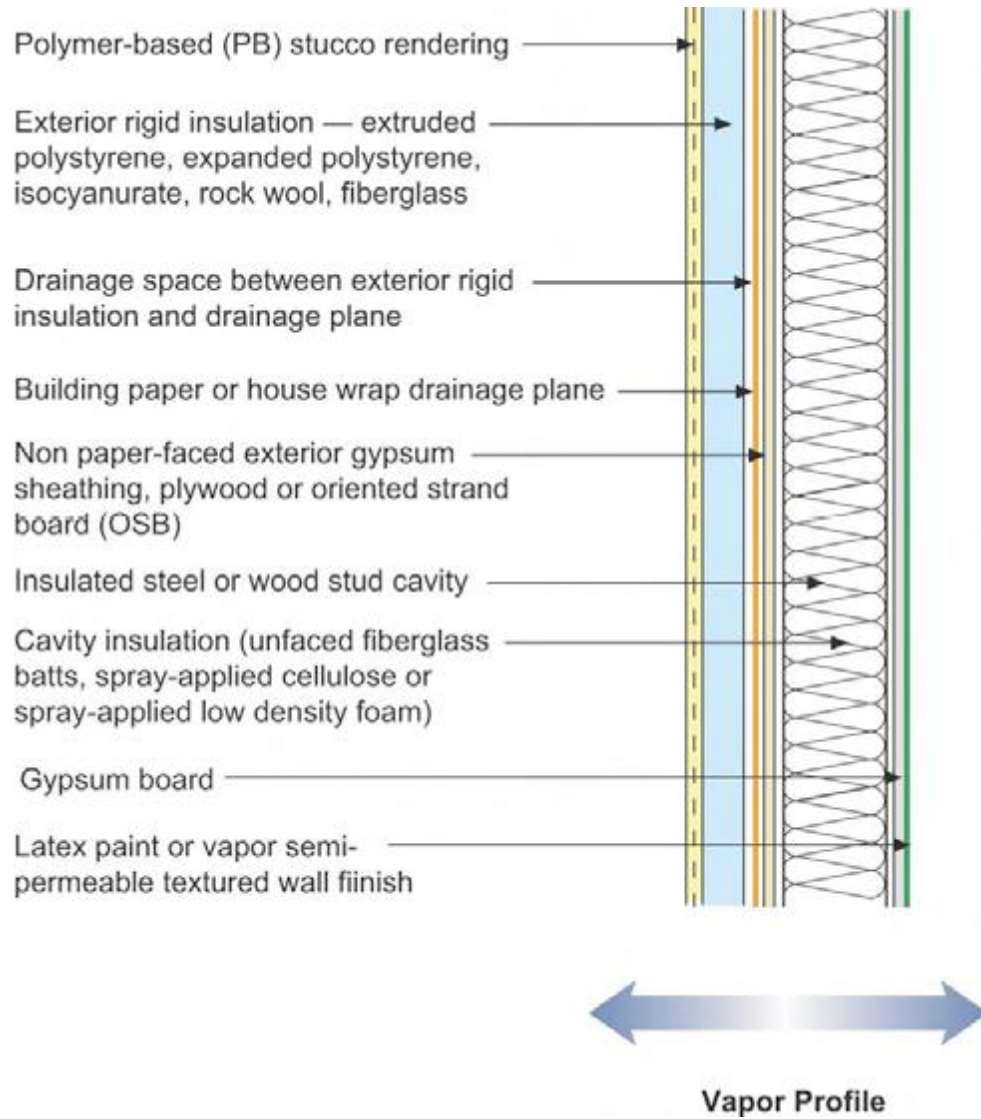 Polymer-based (PB) stucco rendering
Exterior rigid insulation — extruded
polystyrene, expanded polystyrene,
isocyanurate, rock wool, fiberglass
Drainage space between exterior rigid
insulation and drainage plane
Building paper or house wrap drainage plane
Non paper-faced exterior gypsum
sheathing, plywood or oriented strand
board (OSB)
Insulated steel or wood stud cavity
Cavity insulation (unfaced fiberglass
batts, spray-applied cellulose or
spray-applied low density foam)
Gypsum board
Latex paint or vapor semi-
permeable textured wall fiinish
Vapor Profile